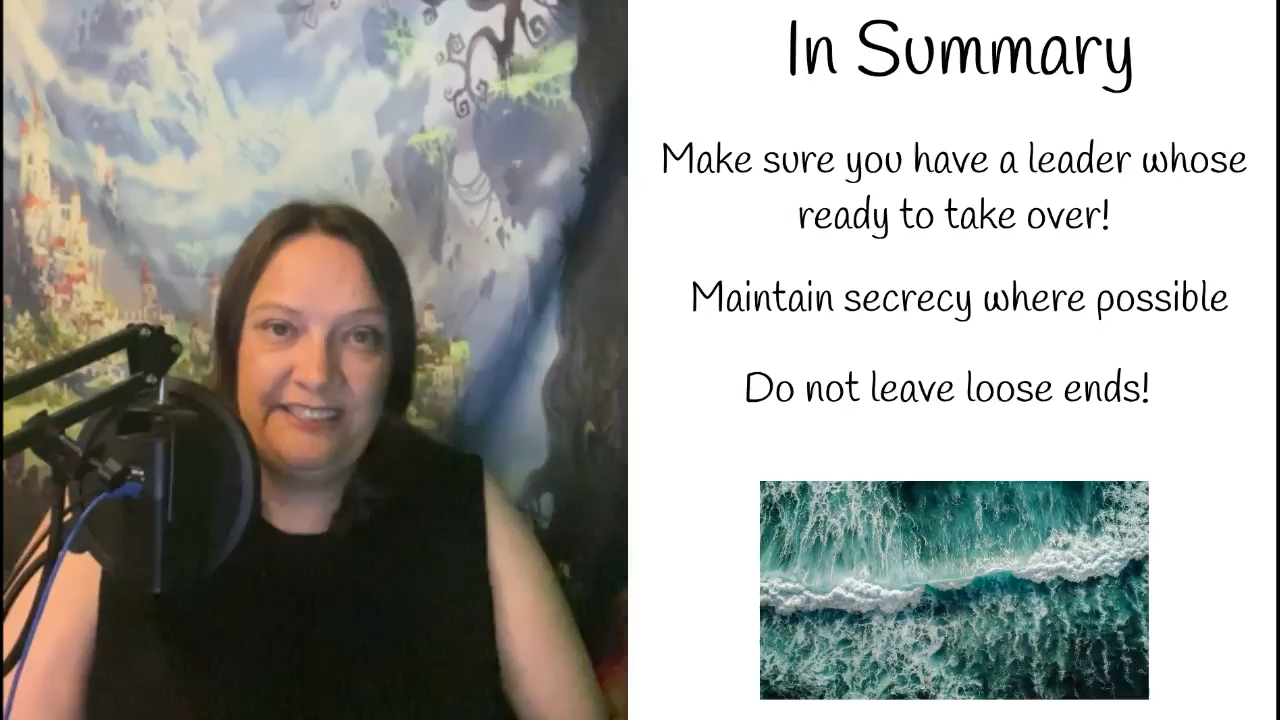 In Summary
Make sure you have a leader whose
ready to take over!
Maintain secrecy where possible
Do not leave loose ends!